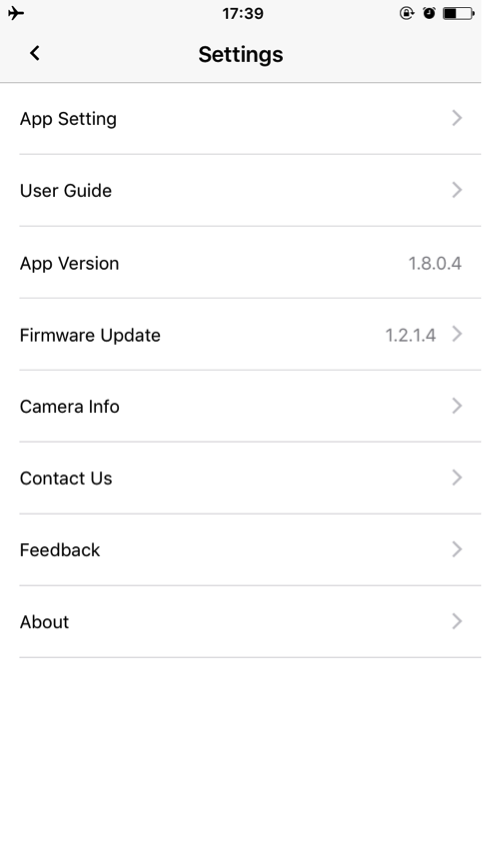 17:39
Settings
App Setting
User Guide
App Version 1.8.0.4
Firmware Update 1.2.1.4
Camera Info
Contact Us
Feedback
About